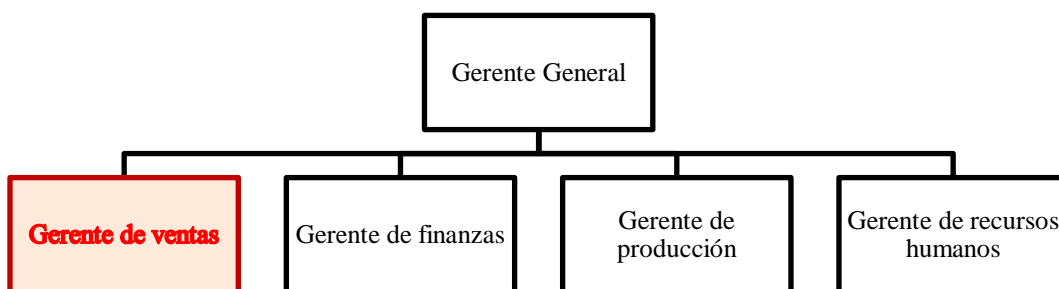 Gerente General
Gerente de ventas
Gerente de finanzas
Gerente de
producción
Gerente de recursos
humanos